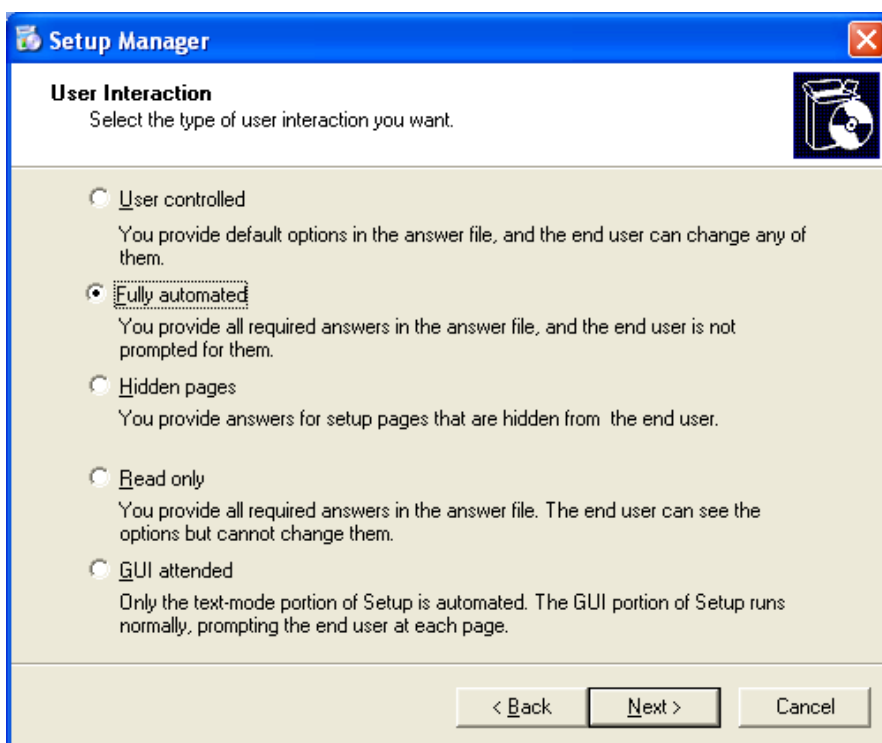 Setup Manager
User Interaction
Select the type of user interaction you want.
User controlled
You provide default options in the answer file, and the end user can change any of
them.
Fully automated
You provide all required answers in the answer file, and the end user is not
prompted for them.
Hidden pages
You provide answers for setup pages that are hidden from  the end user.
Read only
You provide all required answers in the answer file. The end user can see the
options but cannot change them.
GUI attended
Only the text-mode portion of Setup is automated. The GUI portion of Setup runs
normally, prompting the end user at each page.
< Back Next > Cancel